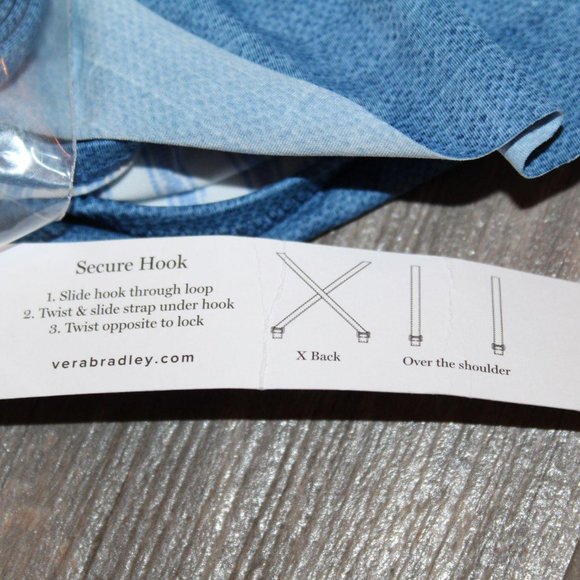 Secure Hook
1. Slide hook through loop
2. Twist & slide strap under hook
3. Twist opposite to lock
verabradley.com
X Back
Over the shoulder